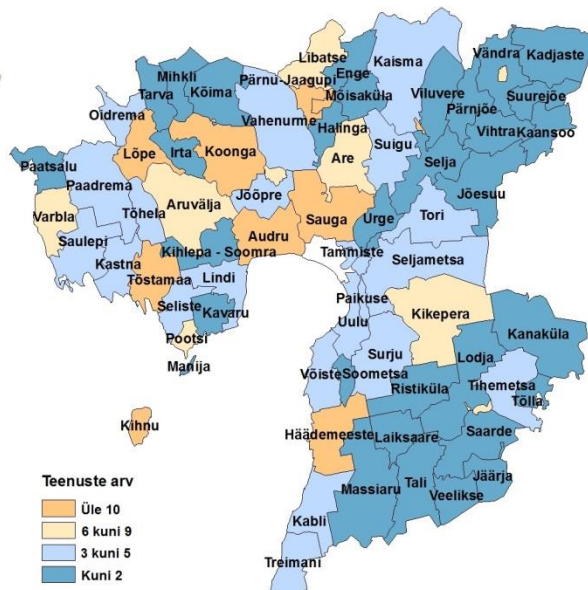 Libatse
Vändra
Kadjaste
Mihkli
Pärnu-
Jaagupi
Enge
Kaisma
Tarva
Kõima
Mõisaküla
Viluvere
Suurejõe
Pärnjõe
Oidrema
Vahenurme
Halinga
Vihtra
Kaansoo
Lõpe
Irta
Koonga
Are
Suigu
Selja
Paatsalu
Paadrema
Jõõpre
Jõesuu
Varbla
Tõhela
Aruvälja
Sauga
Urge
Tori
Saulepi
Audru
Kihlepa - Soomra
Tammiste
Seljametsa
Kastna
Tõstamaa
Lindi
Paikuse
Seliste
Kavaru
Uulu
Kikepera
Kanaküla
Pootsi
Surju
Lodja
Manija
Võiste
Soometsa
Ristiküla
Tihemetsa
Tõlla
Kihnu
Häädemeeste
Laiksaare
Saarde
Massiaru
Tali
Jäärja
Veelikse
Kabli
Treimani
Teenuste arv
Üle 10
6 kuni 9
3 kuni 5
Kuni 2